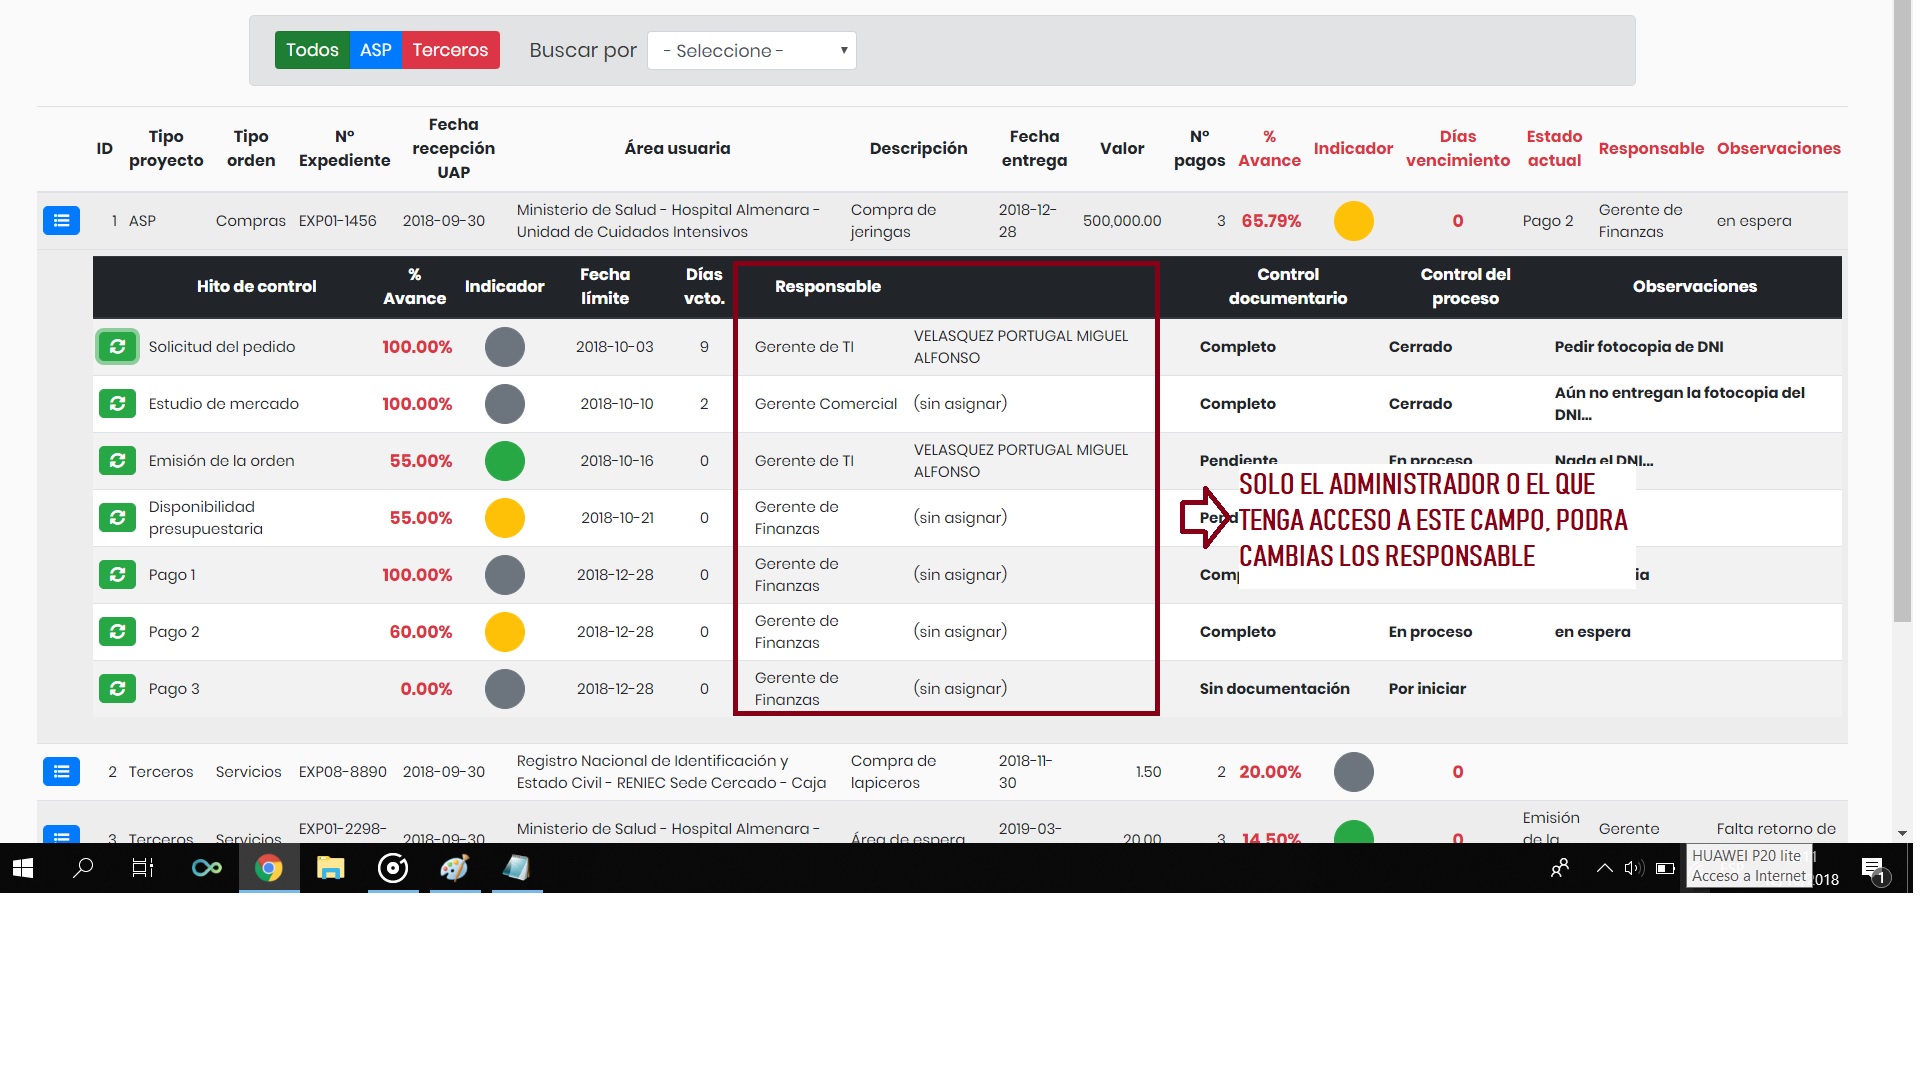 Todos ASP Terceros Buscar por - Seleccione -
ID Tipo proyecto Tipo orden N° Expediente Fecha recepción UAP Área usuaria Descripción Fecha entrega Valor N° pagos % Avance Indicador Días vencimiento Estado actual Responsable Observaciones
1 ASP Compras EXP01-1456 2018-09-30 Ministerio de Salud - Hospital Almenara - Unidad de Cuidados Intensivos Compra de jeringas 2018-12-28 500,000.00 3 65.79% 0 Pago 2 Gerente de Finanzas en espera
Hito de control % Avance Indicador Fecha límite Días vcto. Responsable Control documentario Control del proceso Observaciones
Solicitud del pedido 100.00% 2018-10-03 9 Gerente de TI VELASQUEZ PORTUGAL MIGUEL ALFONSO Completo Cerrado Pedir fotocopia de DNI
Estudio de mercado 100.00% 2018-10-10 2 Gerente Comercial (sin asignar) Completo Cerrado Aún no entregan la fotocopia del DNI...
Emisión de la orden 55.00% 2018-10-16 0 Gerente de TI VELASQUEZ PORTUGAL MIGUEL ALFONSO Pendiente En proceso Nada el DNI...
Disponibilidad presupuestaria 55.00% 2018-10-21 0 Gerente de Finanzas (sin asignar)
SOLO EL ADMINISTRADOR O EL QUE
TENGA ACCESO A ESTE CAMPO, PODRA
CAMBIAS LOS RESPONSABLE
Pago 1 100.00% 2018-12-28 0 Gerente de Finanzas (sin asignar)
Pago 2 60.00% 2018-12-28 0 Gerente de Finanzas (sin asignar) Completo En proceso en espera
Pago 3 0.00% 2018-12-28 0 Gerente de Finanzas (sin asignar) Sin documentación Por iniciar
2 Terceros Servicios EXP08-8890 2018-09-30 Registro Nacional de Identificación y Estado Civil - RENIEC Sede Cercado - Caja Compra de lapiceros 2018-11-30 1.50 2 20.00% 0
3 Terceros Servicios EXP01-2298- 2018-09-30 Ministerio de Salud - Hospital Almenara - Área de espera 2019-03- 20.00 3 14.50% 0 Emisión de la Gerente Falta retorno de
HUAWEI P20 lite
Acceso a Internet
2018
1